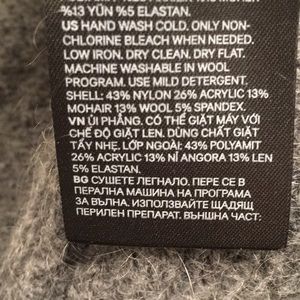 %13 YÜN %5 ELASTAN.
US HAND WASH COLD. ONLY NON-
CHLORINE BLEACH WHEN NEEDED.
LOW IRON. DRY CLEAN. DRY FLAT.
MACHINE WASHABLE IN WOOL
PROGRAM. USE MILD DETERGENT.
SHELL: 43% NYLON 26% ACRYLIC 13%
MOHAIR 13% WOOL 5% SPANDEX.
VN ỦI PHẲNG. CÓ THỂ GIẶT MÁY VỚI
CHẾ ĐỘ GIẶT LEN. DÙNG CHẤT GIẶT
TẨY NHẸ. LỚP NGOÀI: 43% POLYAMIT
26% ACRYLIC 13% NỈ ANGORA 13% LEN
5% ELASTAN.
BG СУШЕТЕ ЛЕГНАЛО. ПЕРЕ СЕ В
ПЕРАЛНА МАШИНА НА ПРОГРАМА
ЗА ВЪЛНА. ИЗПОЛЗВАЙТЕ ЩАДЯЩ
ПЕРИЛЕН ПРЕПАРАТ. ВЪНШНА ЧАСТ: